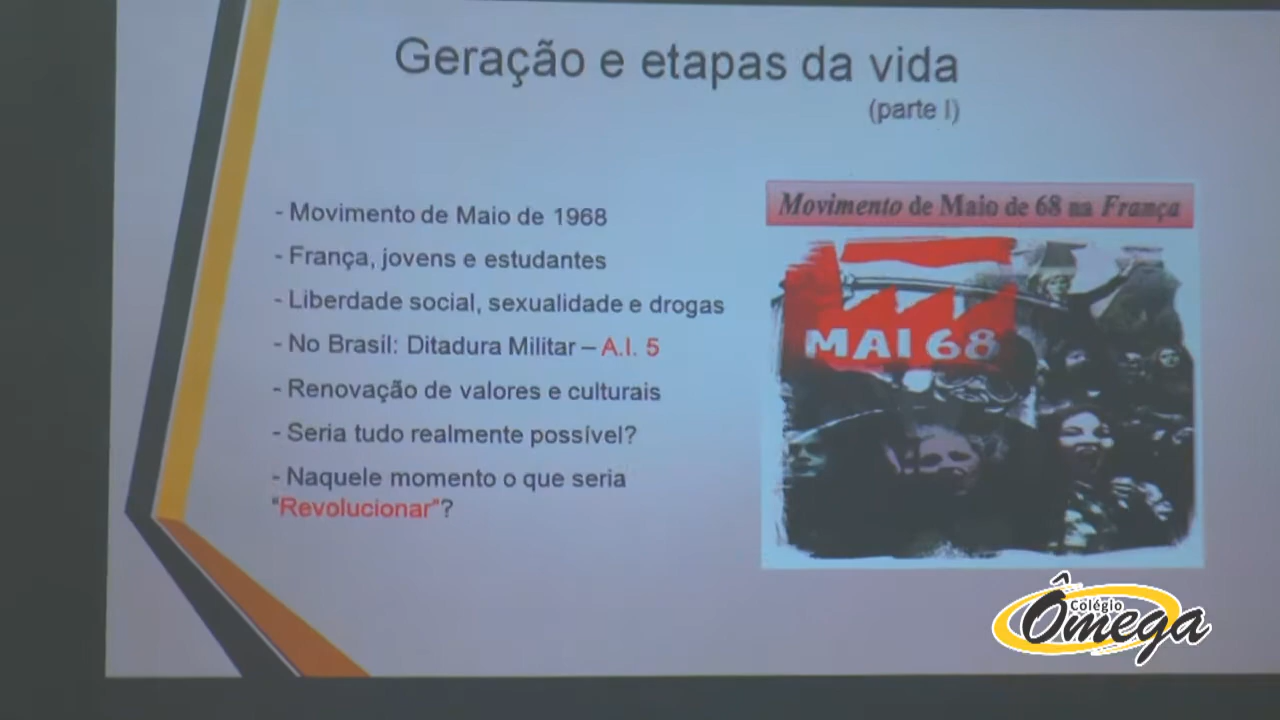 Geração e etapas da vida
(parte I)
- Movimento de Maio de 1968
- França, jovens e estudantes
- Liberdade social, sexualidade e drogas
- No Brasil: Ditadura Militar – A.I. 5
- Renovação de valores e culturais
- Seria tudo realmente possível?
- Naquele momento o que seria
"Revolucionar"?
Movimento de Maio de 68 na França
MAI 68
Colégio
Ômega